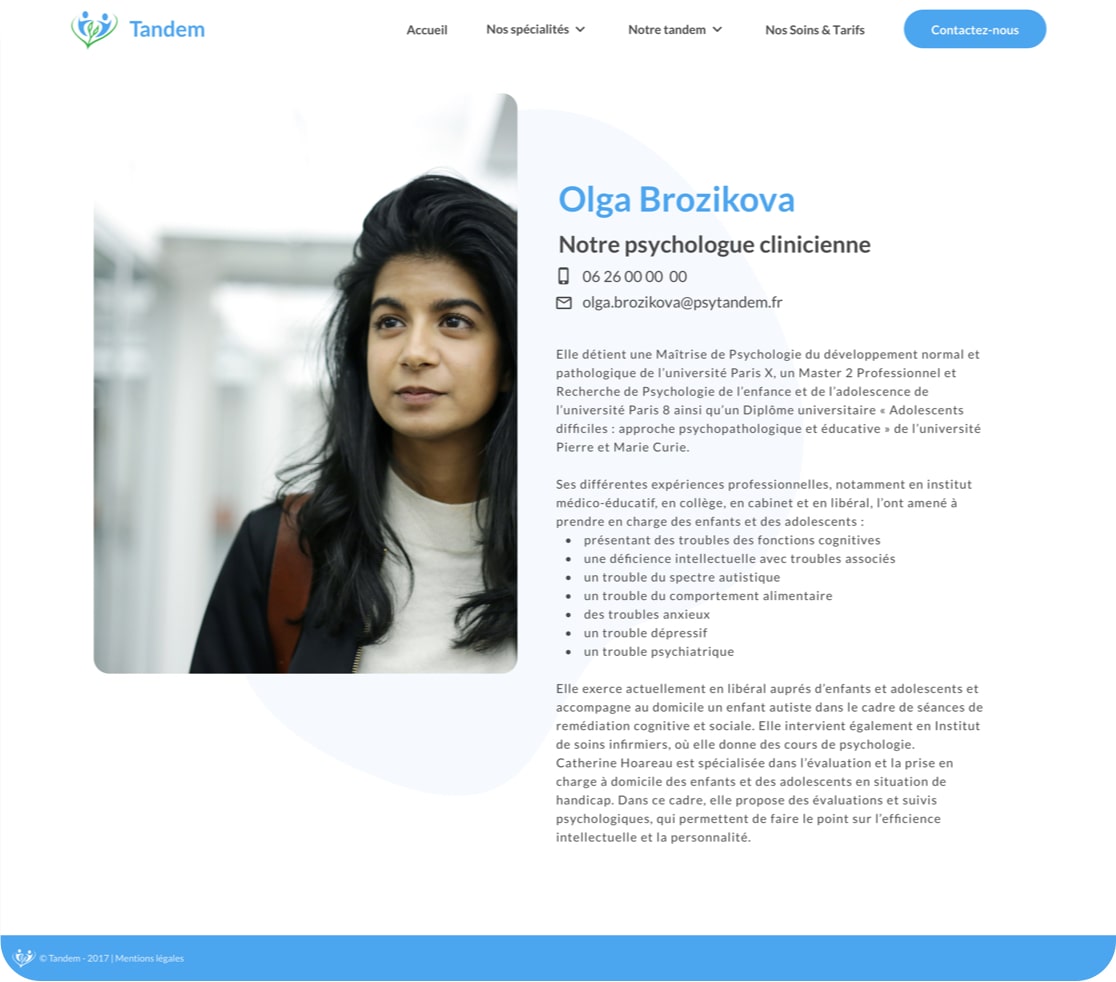 Tandem
Accueil
Nos spécialités
Notre tandem
Nos Soins & Tarifs
Contactez-nous
Olga Brozikova
Notre psychologue clinicienne
06 26 00 00 00
olga.brozikova@psytandem.fr
Elle détient une Maîtrise de Psychologie du développement normal et
pathologique de l'université Paris X, un Master 2 Professionnel et
Recherche de Psychologie de l'enfance et de l'adolescence de
l'université Paris 8 ainsi qu'un Diplôme universitaire « Adolescents
difficiles : approche psychopathologique et éducative » de l'université
Pierre et Marie Curie.
Ses différentes expériences professionnelles, notamment en institut
médico-éducatif, en collège, en cabinet et en libéral, l'ont amené à
prendre en charge des enfants et des adolescents :
• présentant des troubles des fonctions cognitives
• une déficience intellectuelle avec troubles associés
• un trouble du spectre autistique
• un trouble du comportement alimentaire
• des troubles anxieux
• un trouble dépressif
• un trouble psychiatrique
Elle exerce actuellement en libéral auprés d'enfants et adolescents et
accompagne au domicile un enfant autiste dans le cadre de séances de
remédiation cognitive et sociale. Elle intervient également en Institut
de soins infirmiers, où elle donne des cours de psychologie.
Catherine Hoareau est spécialisée dans l'évaluation et la prise en
charge à domicile des enfants et des adolescents en situation de
handicap. Dans ce cadre, elle propose des évaluations et suivis
psychologiques, qui permettent de faire le point sur l'efficience
intellectuelle et la personnalité.
© Tandem - 2017 | Mentions légales